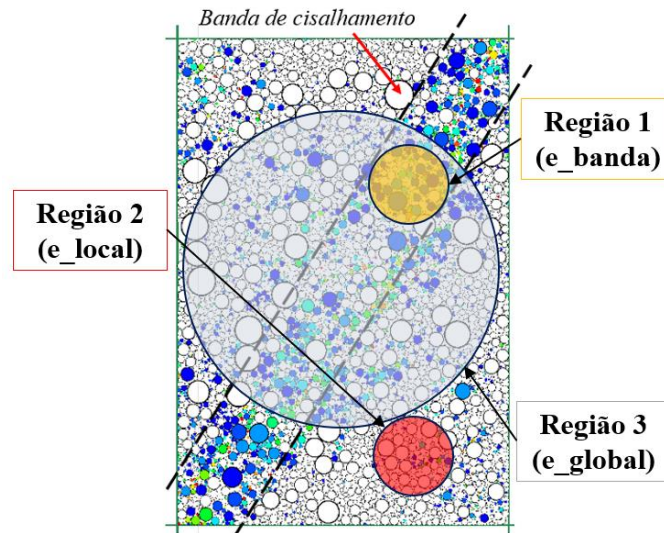 Banda de cisalhamento
Região 1
(e_banda)
Região 2
(e_local)
Região 3
(e_global)